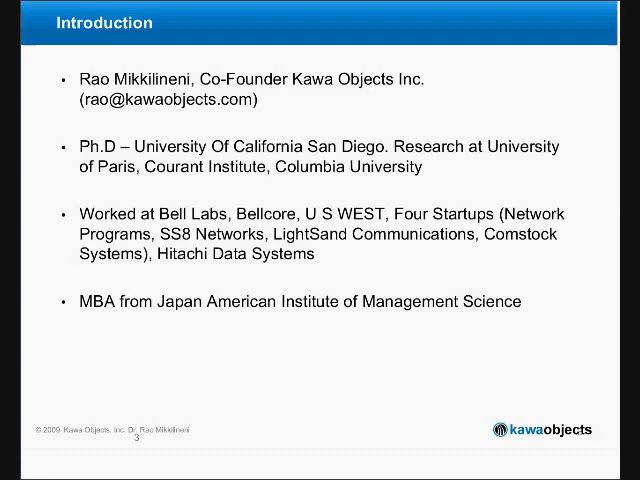 Introduction
• Rao Mikkilineni, Co-Founder Kawa Objects Inc.
(rao@kawaobjects.com)
• Ph.D – University Of California San Diego. Research at University
of Paris, Courant Institute, Columbia University
• Worked at Bell Labs, Bellcore, U S WEST, Four Startups (Network
Programs, SS8 Networks, LightSand Communications, Comstock
Systems), Hitachi Data Systems
• MBA from Japan American Institute of Management Science
© 2009 Kawa Objects, Inc. Dr. Rao Mikkilineni
3
kawaobjects